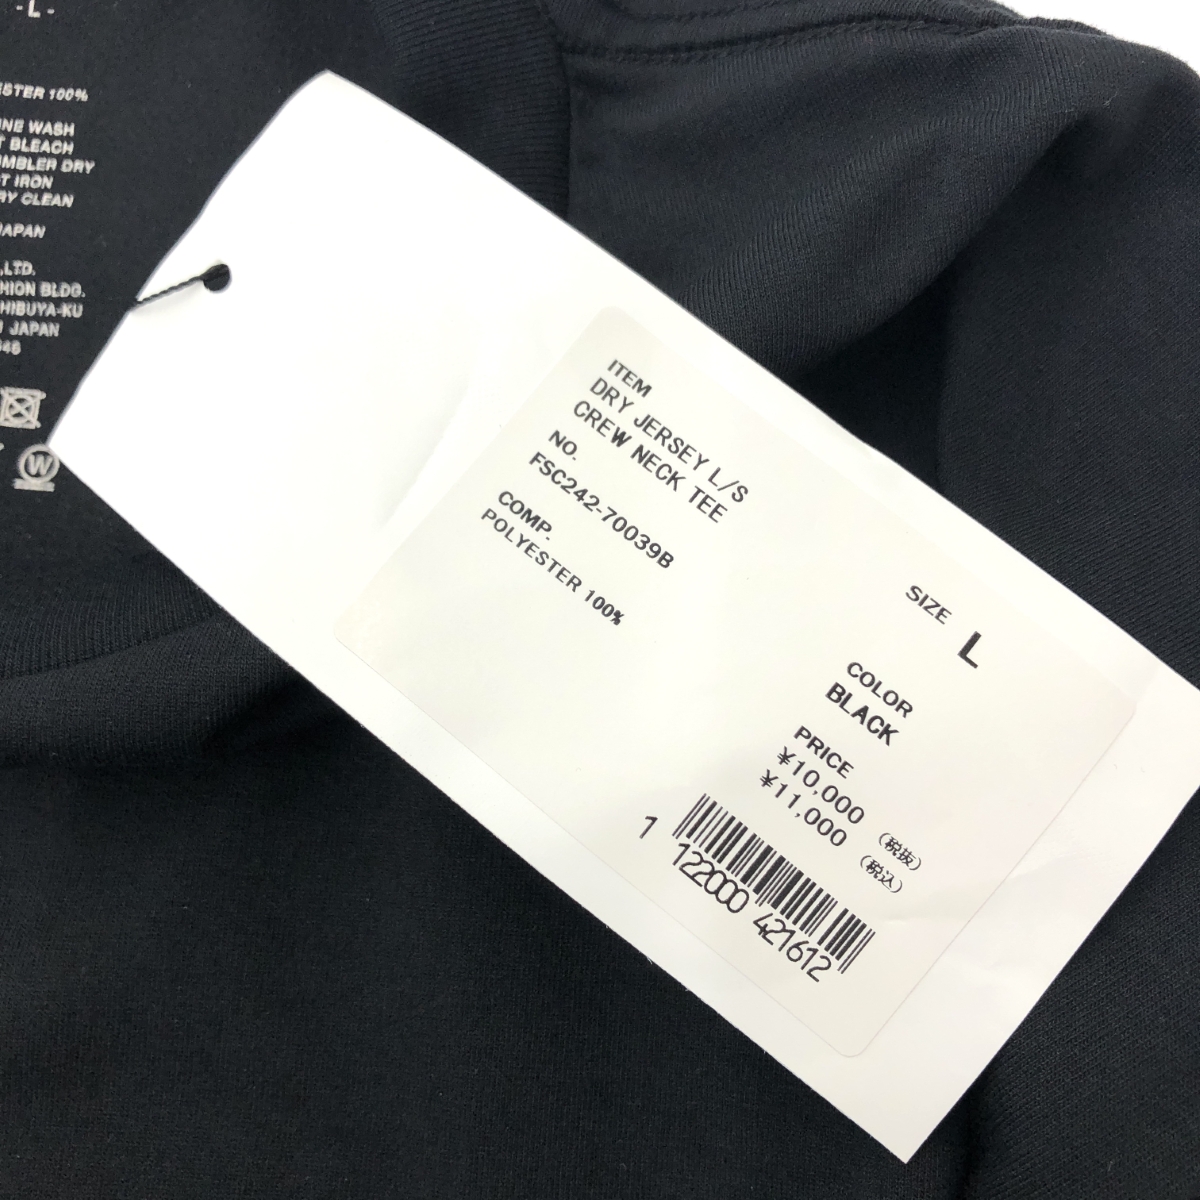 -L-
ESTER 100%
INE WASH
T BLEACH
MBLER DRY
T IRON
RY CLEAN
JAPAN
,LTD.
HION BLDG.
HIBUYA-KU
JAPAN
W
ITEM
DRY JERSEY L/S
CREW NECK TEE
NO.
FSC242-70039B
COMP.
POLYESTER 100%
SIZE L
COLOR
BLACK
PRICE
¥10,000 (税抜)
¥11,000 (税込)
1 122000 421612